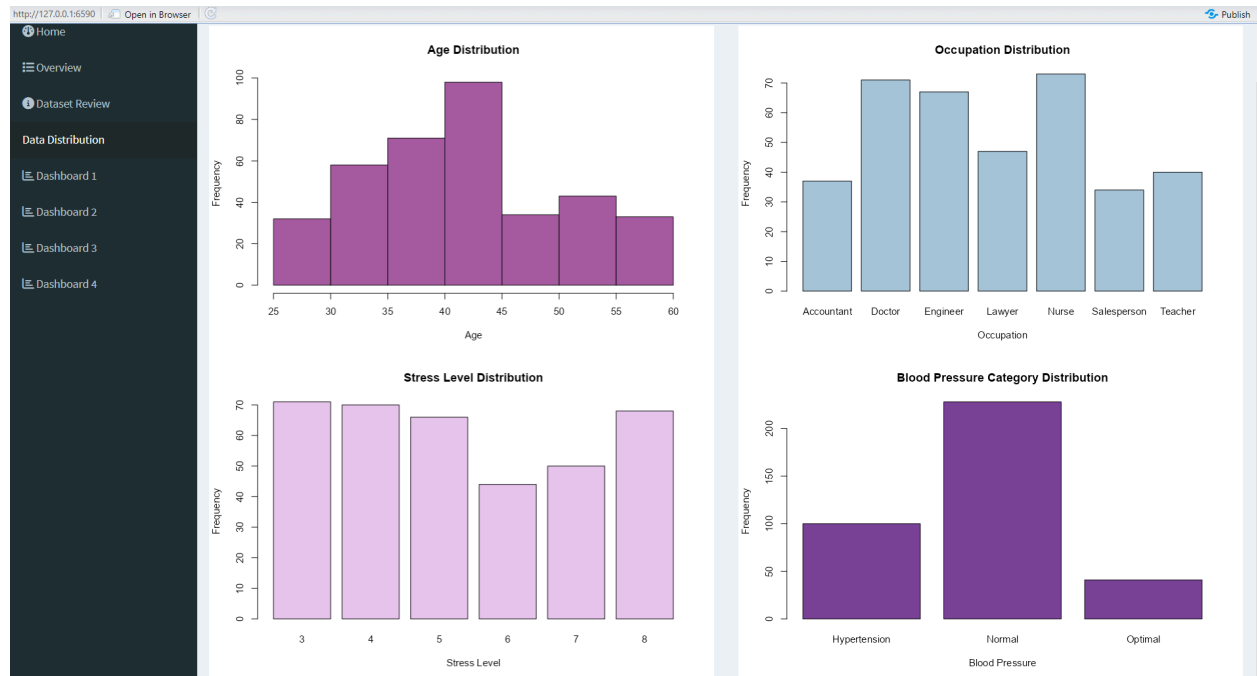 http://127.0.0.1:6590 Open in Browser Publish
Home
Overview
Dataset Review
Data Distribution
Dashboard 1
Dashboard 2
Dashboard 3
Dashboard 4
Age Distribution
Frequency
0 20 40 60 80 100
25 30 35 40 45 50 55 60
Age
Occupation Distribution
Frequency
0 10 20 30 40 50 60 70
Accountant Doctor Engineer Lawyer Nurse Salesperson Teacher
Occupation
Stress Level Distribution
Frequency
0 10 20 30 40 50 60 70
3 4 5 6 7 8
Stress Level
Blood Pressure Category Distribution
Frequency
0 50 100 150 200
Hypertension Normal Optimal
Blood Pressure